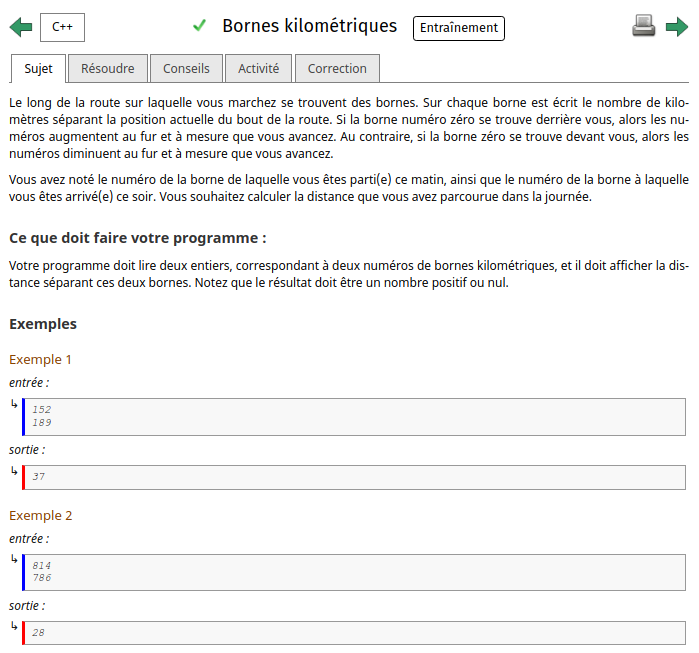 C++
Bornes kilométriques
Entraînement
Sujet
Résoudre
Conseils
Activité
Correction
Le long de la route sur laquelle vous marchez se trouvent des bornes. Sur chaque borne est écrit le nombre de kilo-
mètres séparant la position actuelle du bout de la route. Si la borne numéro zéro se trouve derrière vous, alors les nu-
méros augmentent au fur et à mesure que vous avancez. Au contraire, si la borne zéro se trouve devant vous, alors les
numéros diminuent au fur et à mesure que vous avancez.
Vous avez noté le numéro de la borne de laquelle vous êtes parti(e) ce matin, ainsi que le numéro de la borne à laquelle
vous êtes arrivé(e) ce soir. Vous souhaitez calculer la distance que vous avez parcourue dans la journée.
Ce que doit faire votre programme :
Votre programme doit lire deux entiers, correspondant à deux numéros de bornes kilométriques, et il doit afficher la dis-
tance séparant ces deux bornes. Notez que le résultat doit être un nombre positif ou nul.
Exemples
Exemple 1
entrée :
152
189
sortie :
37
Exemple 2
entrée :
814
786
sortie :
28